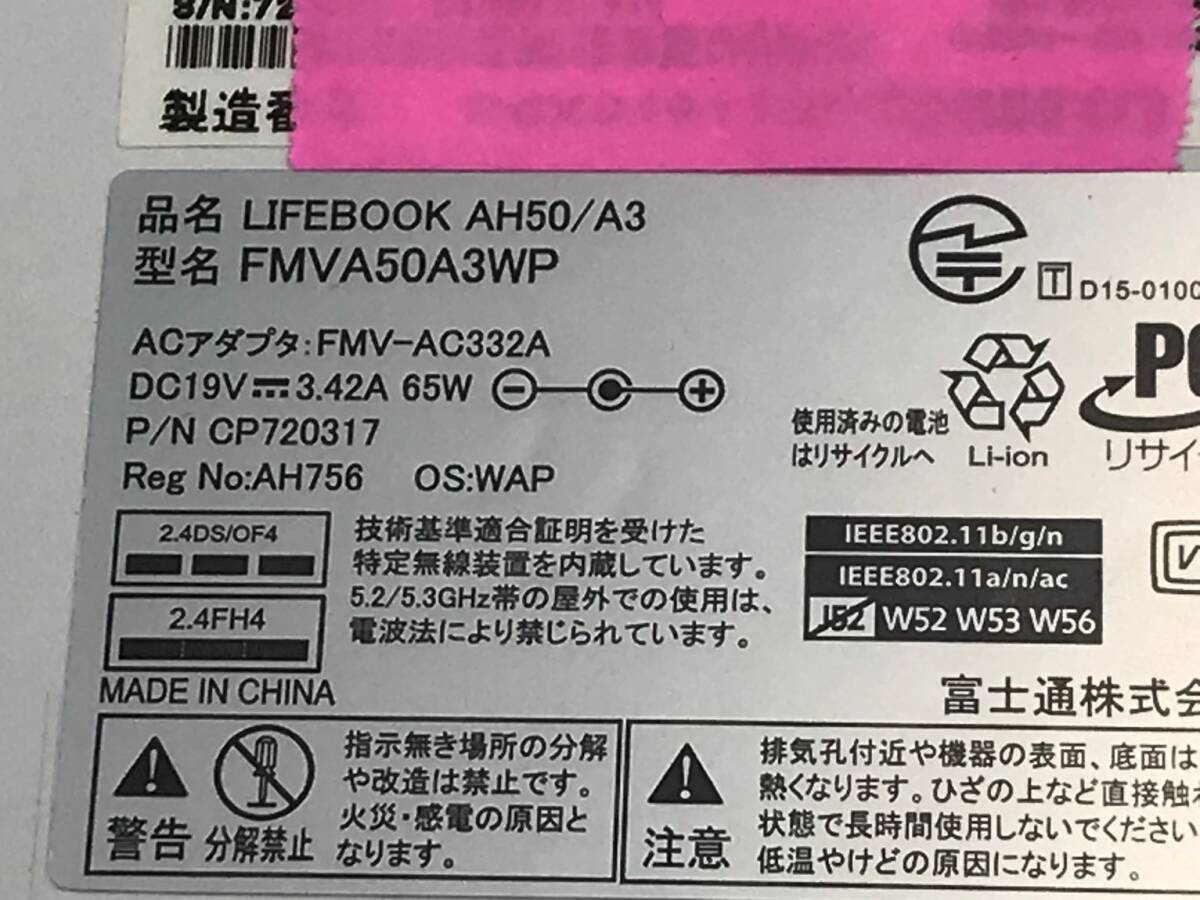 S/N:72
製造番
品名 LIFEBOOK AH50/A3
型名 FMVA50A3WP
ACアダプタ:FMV-AC332A
DC19V⎓3.42A 65W
P/N CP720317
Reg No:AH756 OS:WAP
T D15-0100
使用済みの電池
はリサイクルへ
Li-ion
PC
リサイ
2.4DS/OF4
2.4FH4
MADE IN CHINA
技術基準適合証明を受けた
特定無線装置を内蔵しています。
5.2/5.3GHz帯の屋外での使用は、
電波法により禁じられています。
IEEE802.11b/g/n
IEEE802.11a/n/ac
J52 W52 W53 W56
V
富士通株式会
警告
分解禁止
指示無き場所の分解
や改造は禁止です。
火災・感電の原因と
なります。
注意
排気孔付近や機器の表面、底面は
熱くなります。ひざの上など直接触れ
状態で長時間使用しないでください
低温やけどの原因になります。